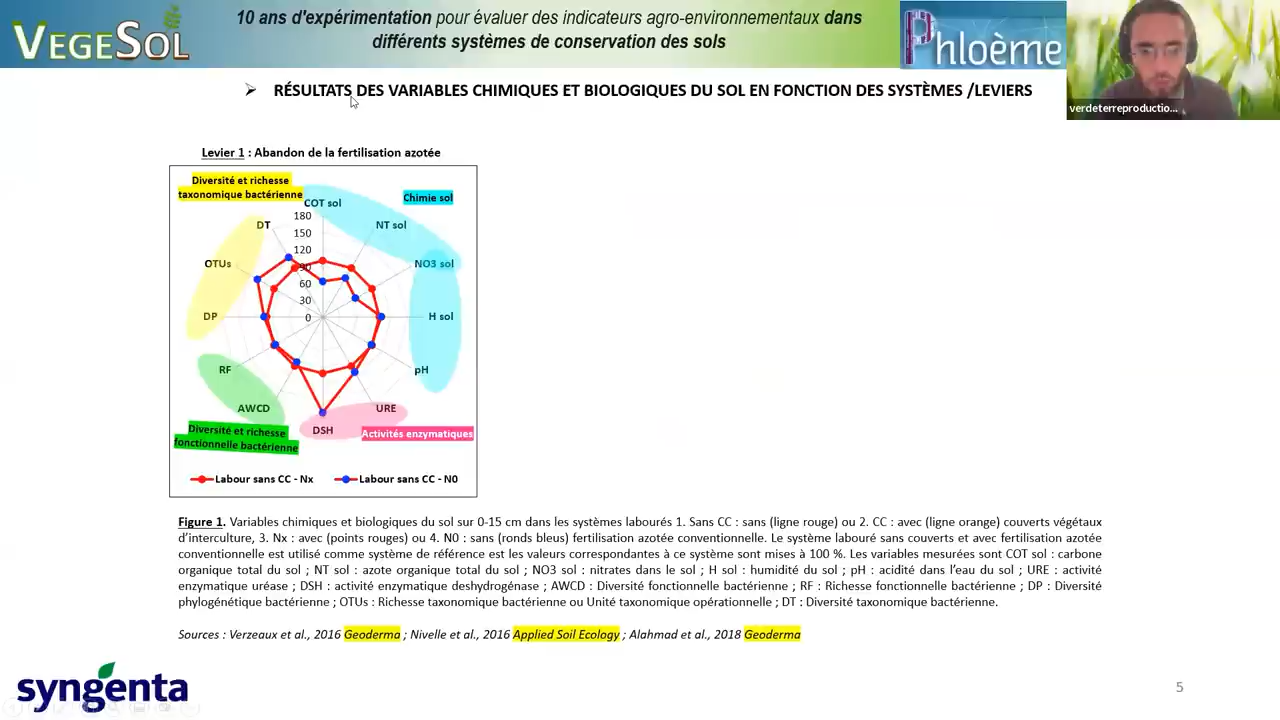 VEGESOL
10 ans d'expérimentation pour évaluer des indicateurs agro-environnementaux dans
différents systèmes de conservation des sols
Phloème
verdeterreproductio...
RÉSULTATS DES VARIABLES CHIMIQUES ET BIOLOGIQUES DU SOL EN FONCTION DES SYSTÈMES /LEVIERS
Levier 1 : Abandon de la fertilisation azotée
Diversité et richesse
taxonomique bactérienne
Chimie sol
COT sol
NT sol
NO3 sol
H sol
pH
URE
DSH
AWCD
RF
DP
OTUs
DT
180
150
120
90
60
30
0
Diversité et richesse
fonctionnelle bactérienne
Activités enzymatiques
Labour sans CC - Nx
Labour sans CC - N0
Figure 1. Variables chimiques et biologiques du sol sur 0-15 cm dans les systèmes labourés 1. Sans CC : sans (ligne rouge) ou 2. CC : avec (ligne orange) couverts végétaux
d'interculture, 3. Nx : avec (points rouges) ou 4. N0 : sans (ronds bleus) fertilisation azotée conventionnelle. Le système labouré sans couverts et avec fertilisation azotée
conventionnelle est utilisé comme système de référence est les valeurs correspondantes à ce système sont mises à 100 %. Les variables mesurées sont COT sol : carbone
organique total du sol ; NT sol : azote organique total du sol ; NO3 sol : nitrates dans le sol ; H sol : humidité du sol ; pH : acidité dans l'eau du sol ; URE : activité
enzymatique uréase ; DSH : activité enzymatique deshydrogénase ; AWCD : Diversité fonctionnelle bactérienne ; RF : Richesse fonctionnelle bactérienne ; DP : Diversité
phylogénétique bactérienne ; OTUs : Richesse taxonomique bactérienne ou Unité taxonomique opérationnelle ; DT : Diversité taxonomique bactérienne.
Sources : Verzeaux et al., 2016 Geoderma ; Nivelle et al., 2016 Applied Soil Ecology ; Alahmad et al., 2018 Geoderma
syngenta
5